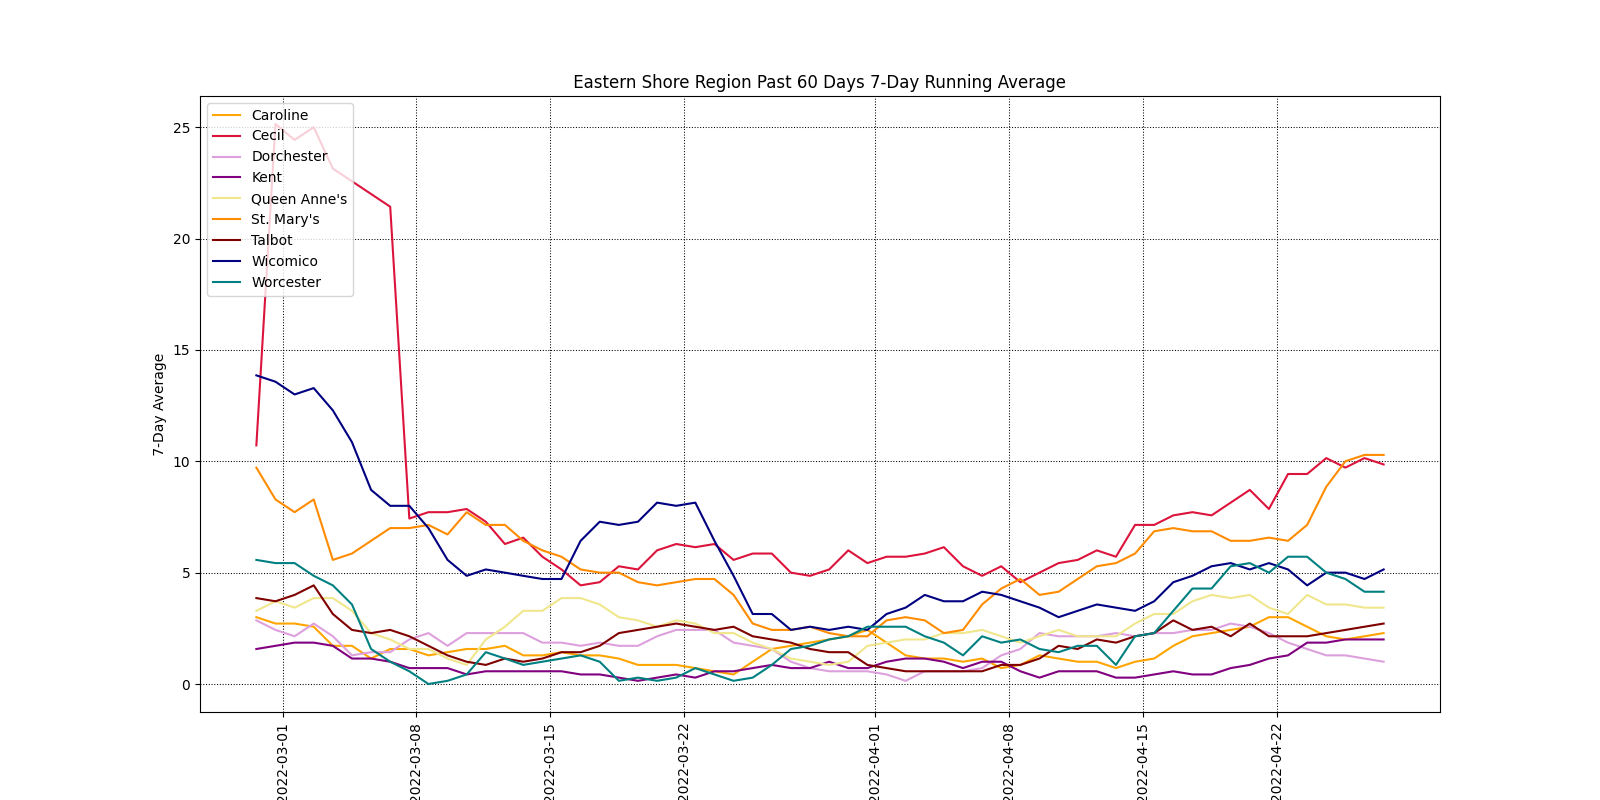 Eastern Shore Region Past 60 Days 7-Day Running Average
7-Day Average
25
20
15
10
5
0
Caroline
Cecil
Dorchester
Kent
Queen Anne's
St. Mary's
Talbot
Wicomico
Worcester
2022-03-01
2022-03-08
2022-03-15
2022-03-22
2022-04-01
2022-04-08
2022-04-15
2022-04-22